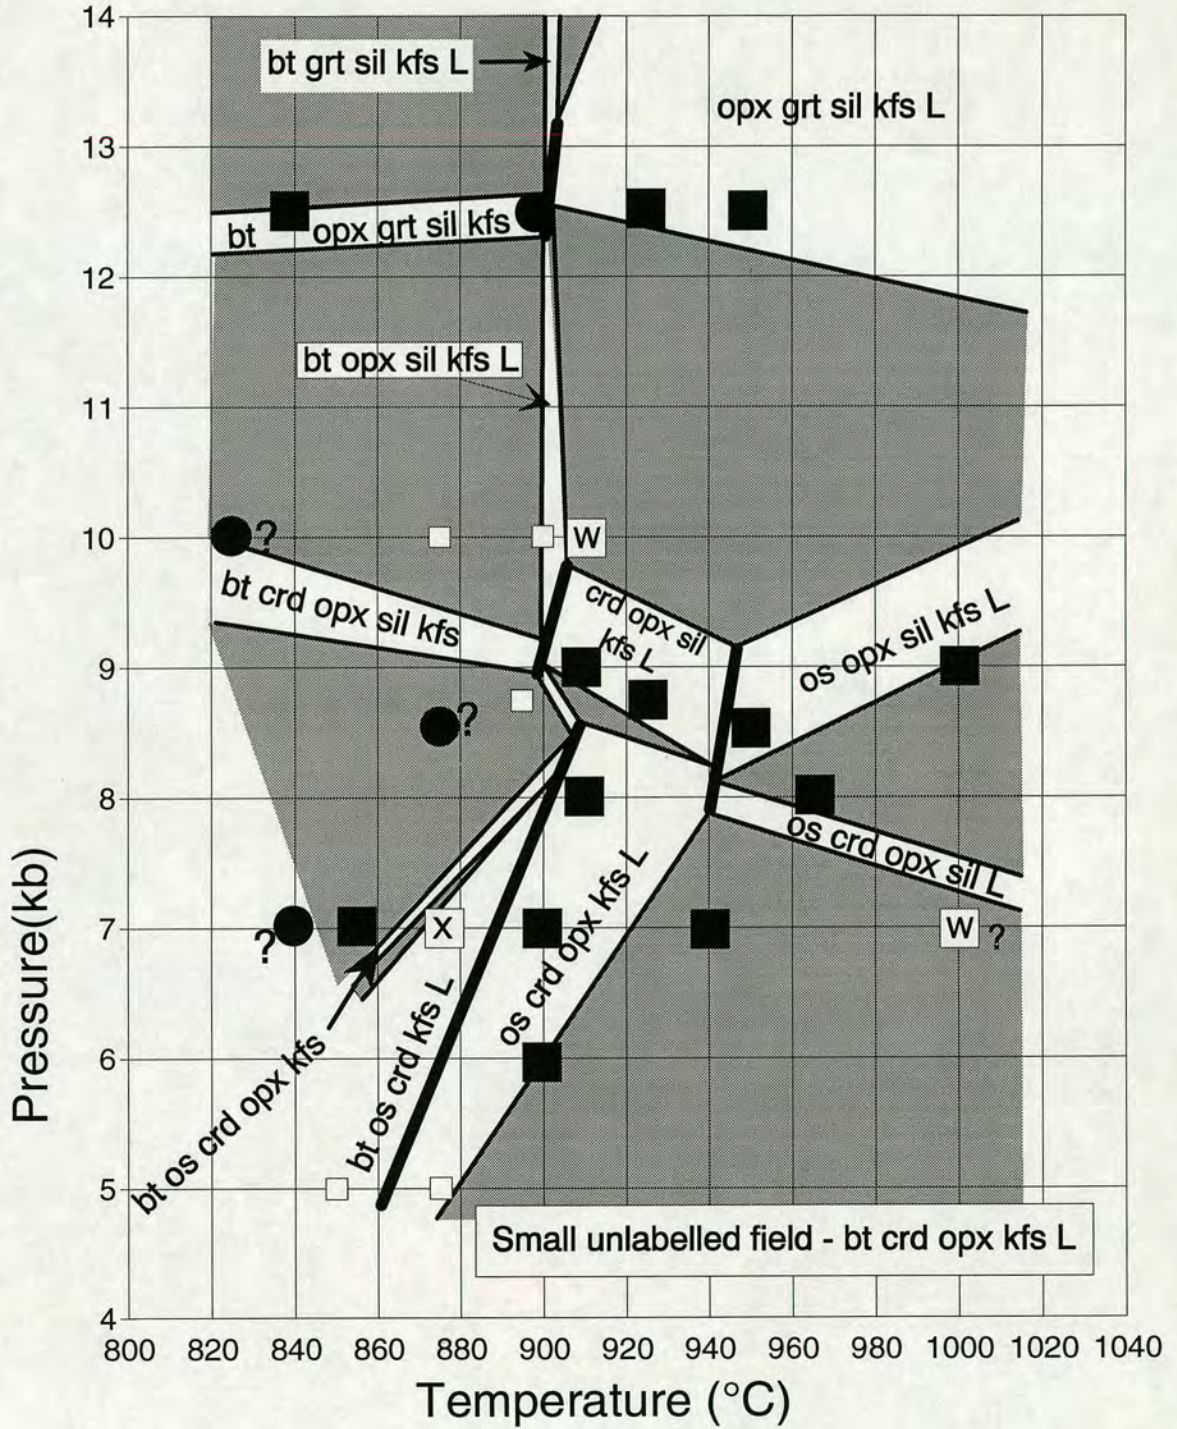 14
bt grt sil kfs L
opx grt sil kfs L
13
bt opx grt sil kfs
12
bt opx sil kfs L
11
10
?
W
bt crd opx sil kfs
crd opx sil
kfs L
os opx sil kfs L
9
?
8
os crd opx sil L
Pressure(kb)
7
?
X
os crd opx kfs L
W
?
bt os crd opx kfs
bt os crd kfs L
6
5
Small unlabelled field - bt crd opx kfs L
4
800 820 840 860 880 900 920 940 960 980 1000 1020 1040
Temperature (°C)